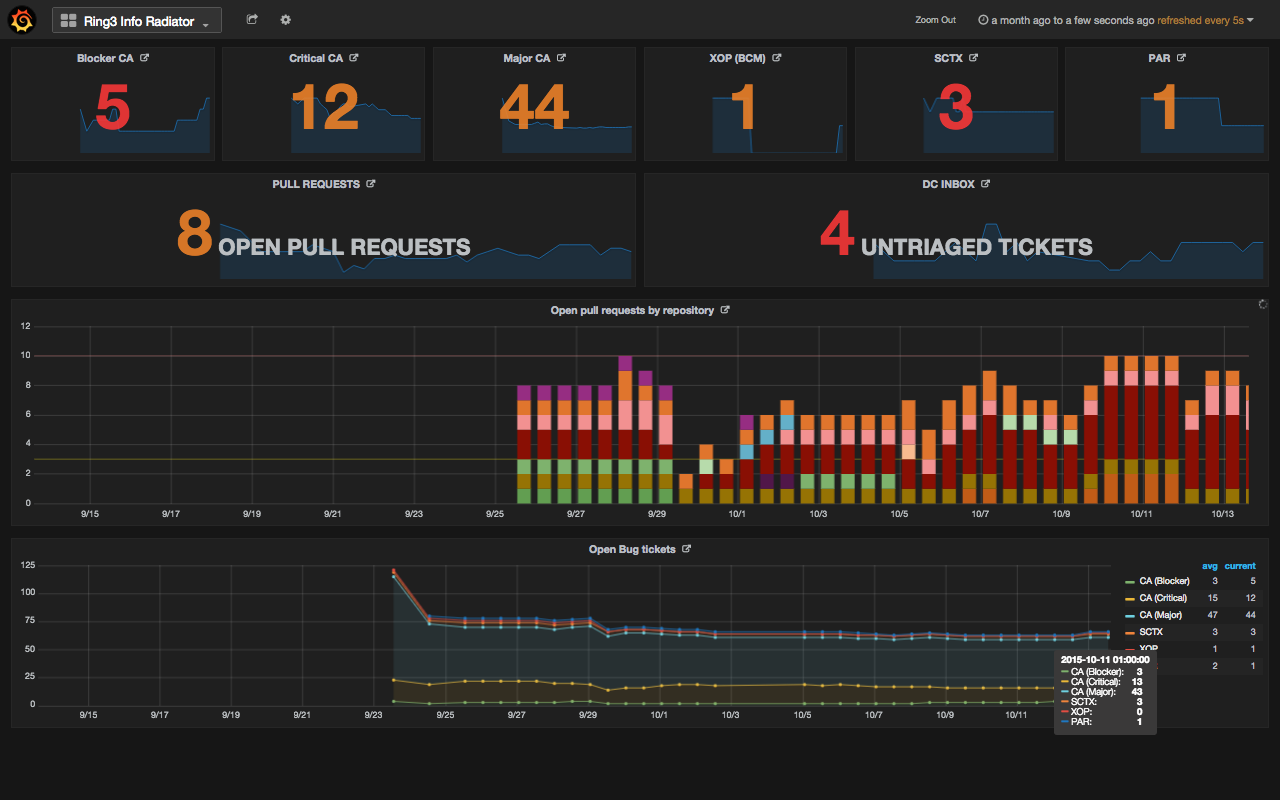 Ring3 Info Radiator
Zoom Out
a month ago to a few seconds ago refreshed every 5s
Blocker CA
5
Critical CA
12
Major CA
44
XOP (BCM)
1
SCTX
3
PAR
1
PULL REQUESTS
8 OPEN PULL REQUESTS
DC INBOX
4 UNTRIAGED TICKETS
Open pull requests by repository
12
10
8
6
4
2
0
9/15 9/17 9/19 9/21 9/23 9/25 9/27 9/29 10/1 10/3 10/5 10/7 10/9 10/11 10/13
Open Bug tickets
125
100
75
50
25
0
9/15 9/17 9/19 9/21 9/23 9/25 9/27 9/29 10/1 10/3 10/5 10/7 10/9 10/11
avg current
CA (Blocker) 3 5
CA (Critical) 15 12
CA (Major) 47 44
SCTX 3 3
XOP 1 1
2 1
2015-10-11 01:00:00
CA (Blocker): 3
CA (Critical): 13
CA (Major): 43
SCTX: 3
XOP: 0
PAR: 1